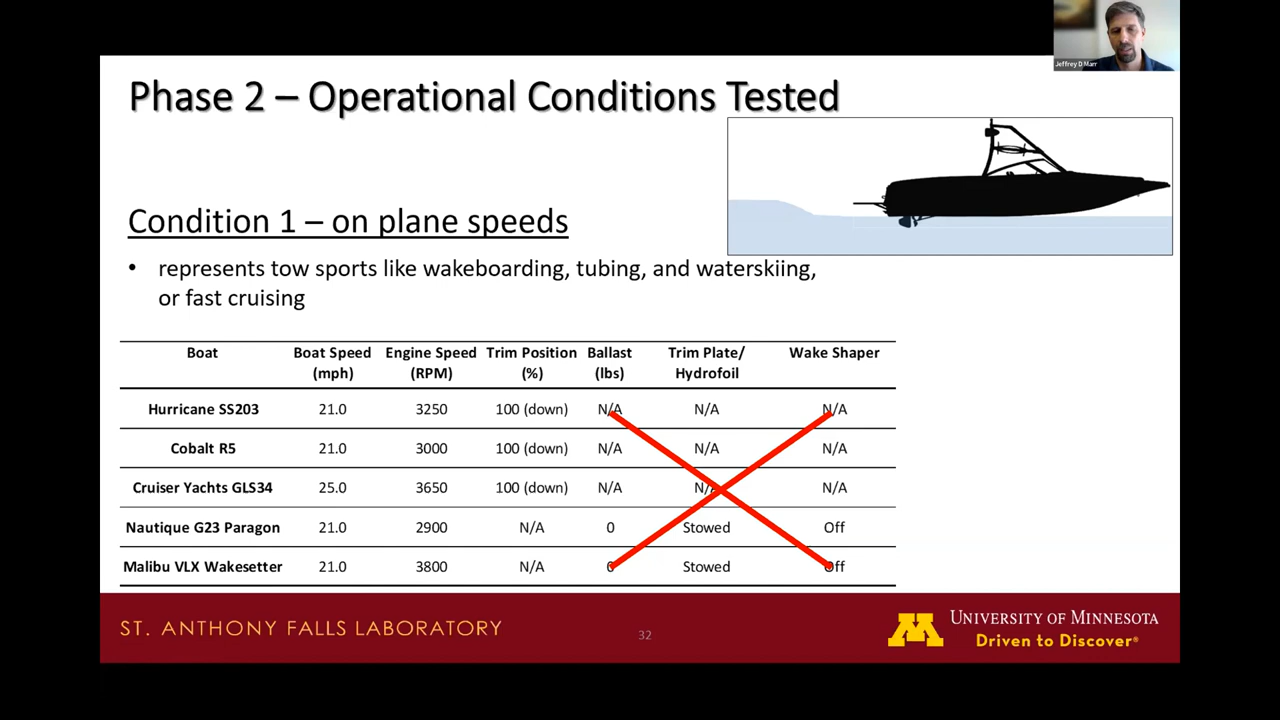 Jeffrey D Marr
Phase 2 – Operational Conditions Tested
Condition 1 – on plane speeds
• represents tow sports like wakeboarding, tubing, and waterskiing,
or fast cruising
Boat Boat Speed Engine Speed Trim Position Ballast Trim Plate/ Wake Shaper
(mph) (RPM) (%) (lbs) Hydrofoil
Hurricane SS203 21.0 3250 100 (down) N/A N/A N/A
Cobalt R5 21.0 3000 100 (down) N/A N/A N/A
Cruiser Yachts GLS34 25.0 3650 100 (down) N/A N/A N/A
Nautique G23 Paragon 21.0 2900 N/A 0 Stowed Off
Malibu VLX Wakesetter 21.0 3800 N/A 0 Stowed Off
ST. ANTHONY FALLS LABORATORY
32
UNIVERSITY OF MINNESOTA
Driven to Discover®